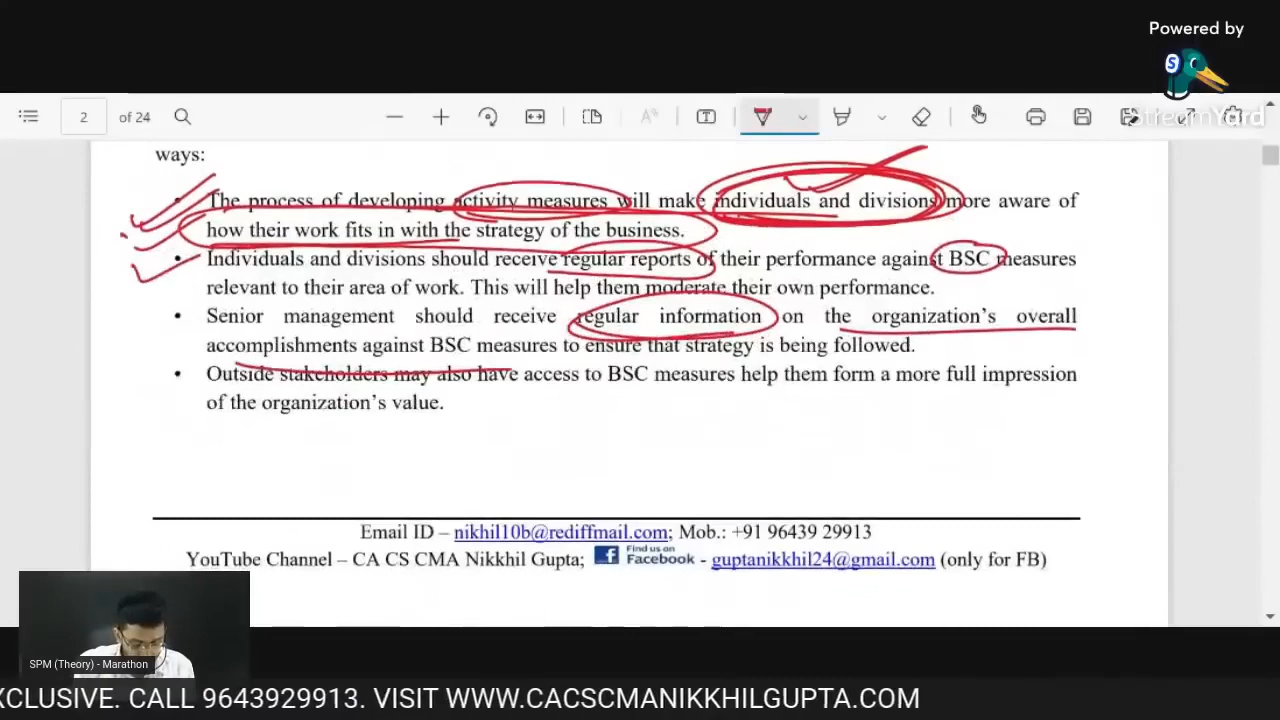 Powered by
S
StreamYard
2 of 24
ways:
• The process of developing activity measures will make individuals and divisions more aware of
how their work fits in with the strategy of the business.
• Individuals and divisions should receive regular reports of their performance against BSC measures
relevant to their area of work. This will help them moderate their own performance.
• Senior management should receive regular information on the organization's overall
accomplishments against BSC measures to ensure that strategy is being followed.
• Outside stakeholders may also have access to BSC measures help them form a more full impression
of the organization's value.
Email ID – nikhil10b@rediffmail.com; Mob.: +91 96439 29913
YouTube Channel – CA CS CMA Nikkhil Gupta; f Find us on Facebook - guptanikkhil24@gmail.com (only for FB)
SPM (Theory) - Marathon
XCLUSIVE. CALL 9643929913. VISIT WWW.CACSCMANIKKHILGUPTA.COM